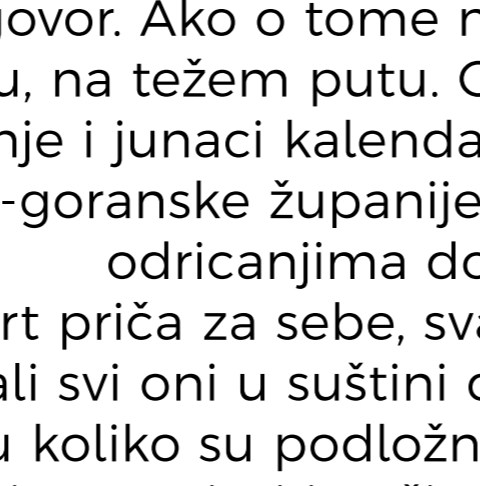 govor. Ako o tome n
u, na težem putu. O
nje i junaci kalenda
-goranske županije
odricanjima do
rt priča za sebe, sva
ali svi oni u suštini
u koliko su podložn